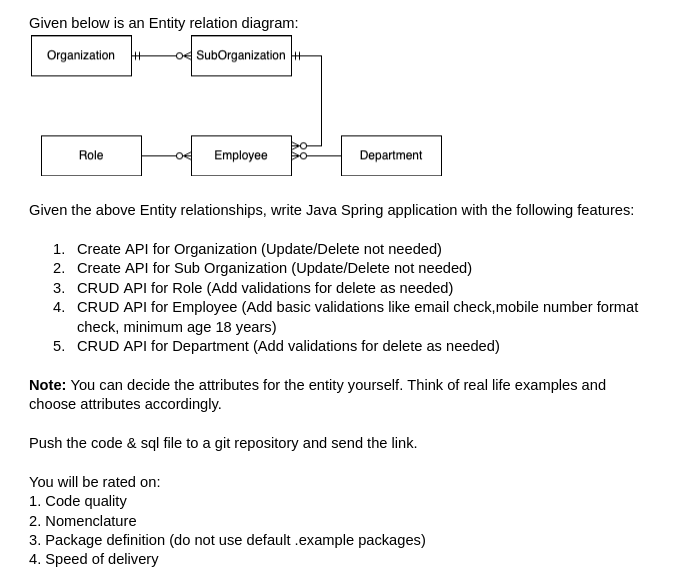 Given below is an Entity relation diagram:
Organization
SubOrganization
Role
Employee
Department
Given the above Entity relationships, write Java Spring application with the following features:
1. Create API for Organization (Update/Delete not needed)
2. Create API for Sub Organization (Update/Delete not needed)
3. CRUD API for Role (Add validations for delete as needed)
4. CRUD API for Employee (Add basic validations like email check,mobile number format
check, minimum age 18 years)
5. CRUD API for Department (Add validations for delete as needed)
Note: You can decide the attributes for the entity yourself. Think of real life examples and
choose attributes accordingly.
Push the code & sql file to a git repository and send the link.
You will be rated on:
1. Code quality
2. Nomenclature
3. Package definition (do not use default .example packages)
4. Speed of delivery